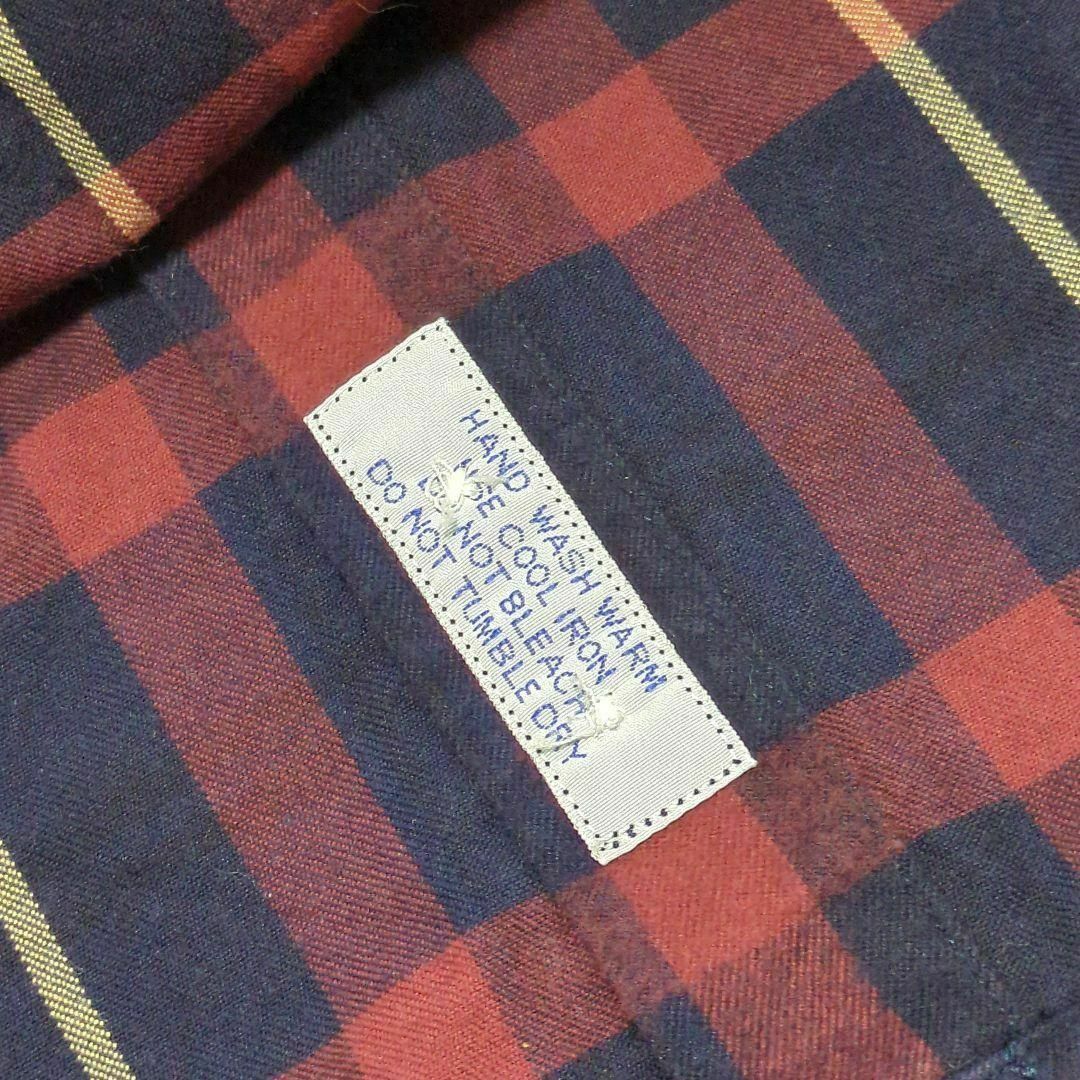 HAND WASH WARM
USE COOL IRON
DO NOT BLEACH
DO NOT TUMBLE DRY